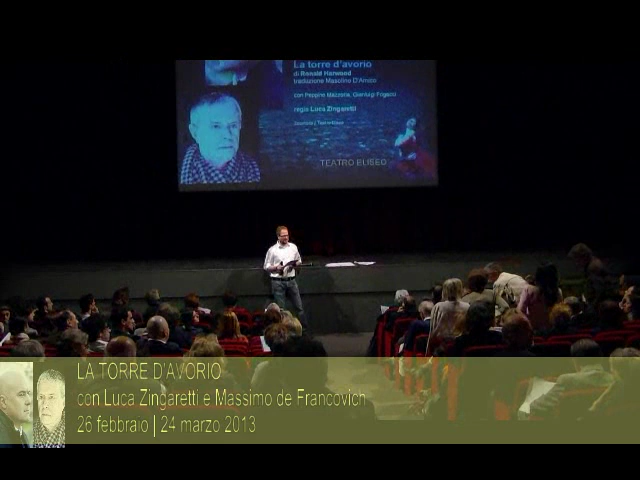 La torre d'avorio
di Ronald Harwood
traduzione Masolino D'Amico
con Peppino Mazzotta, Gianluigi Fogacci
regia Luca Zingaretti
TEATRO ELISEO
LA TORRE D'AVORIO
con Luca Zingaretti e Massimo de Francovich
26 febbraio | 24 marzo 2013